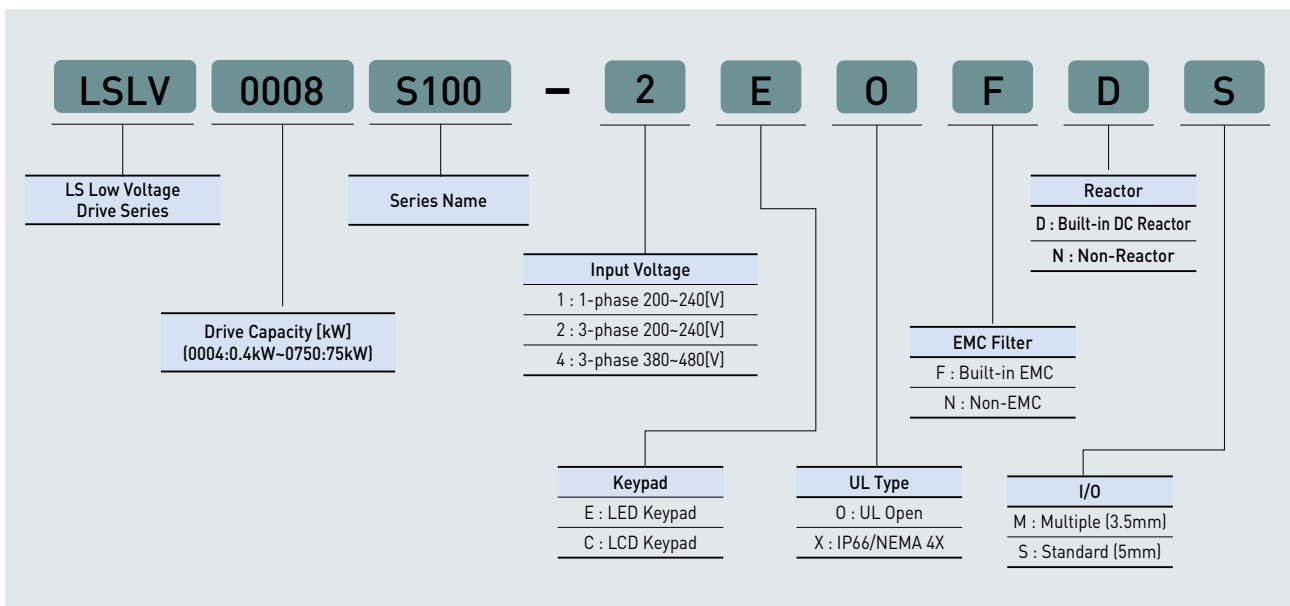 LSLV 0008 S100 - 2 E O F D S
LS Low Voltage
Drive Series
Series Name
Reactor
D : Built-in DC Reactor
N : Non-Reactor
Input Voltage
1 : 1-phase 200~240[V]
2 : 3-phase 200~240[V]
4 : 3-phase 380~480[V]
Drive Capacity [kW]
(0004:0.4kW~0750:75kW)
EMC Filter
F : Built-in EMC
N : Non-EMC
Keypad
E : LED Keypad
C : LCD Keypad
UL Type
O : UL Open
X : IP66/NEMA 4X
I/O
M : Multiple (3.5mm)
S : Standard (5mm)